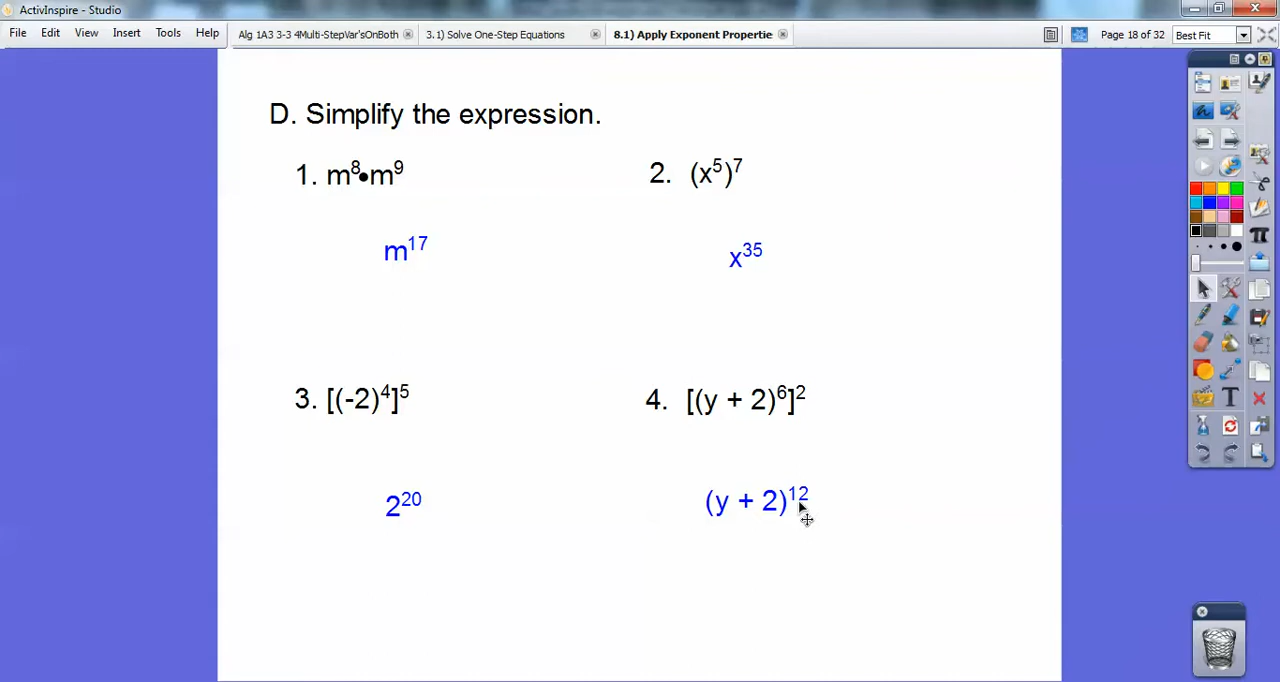 ActivInspire - Studio
File Edit View Insert Tools Help
Alg 1A3 3-3 4Multi-StepVar'sOnBoth 3.1) Solve One-Step Equations 8.1) Apply Exponent Propertie Page 18 of 32 Best Fit
D. Simplify the expression.
1. m⁸•m⁹ 2. (x⁵)⁷
m¹⁷ x³⁵
3. [(-2)⁴]⁵ 4. [(y + 2)⁶]²
2²⁰ (y + 2)¹²